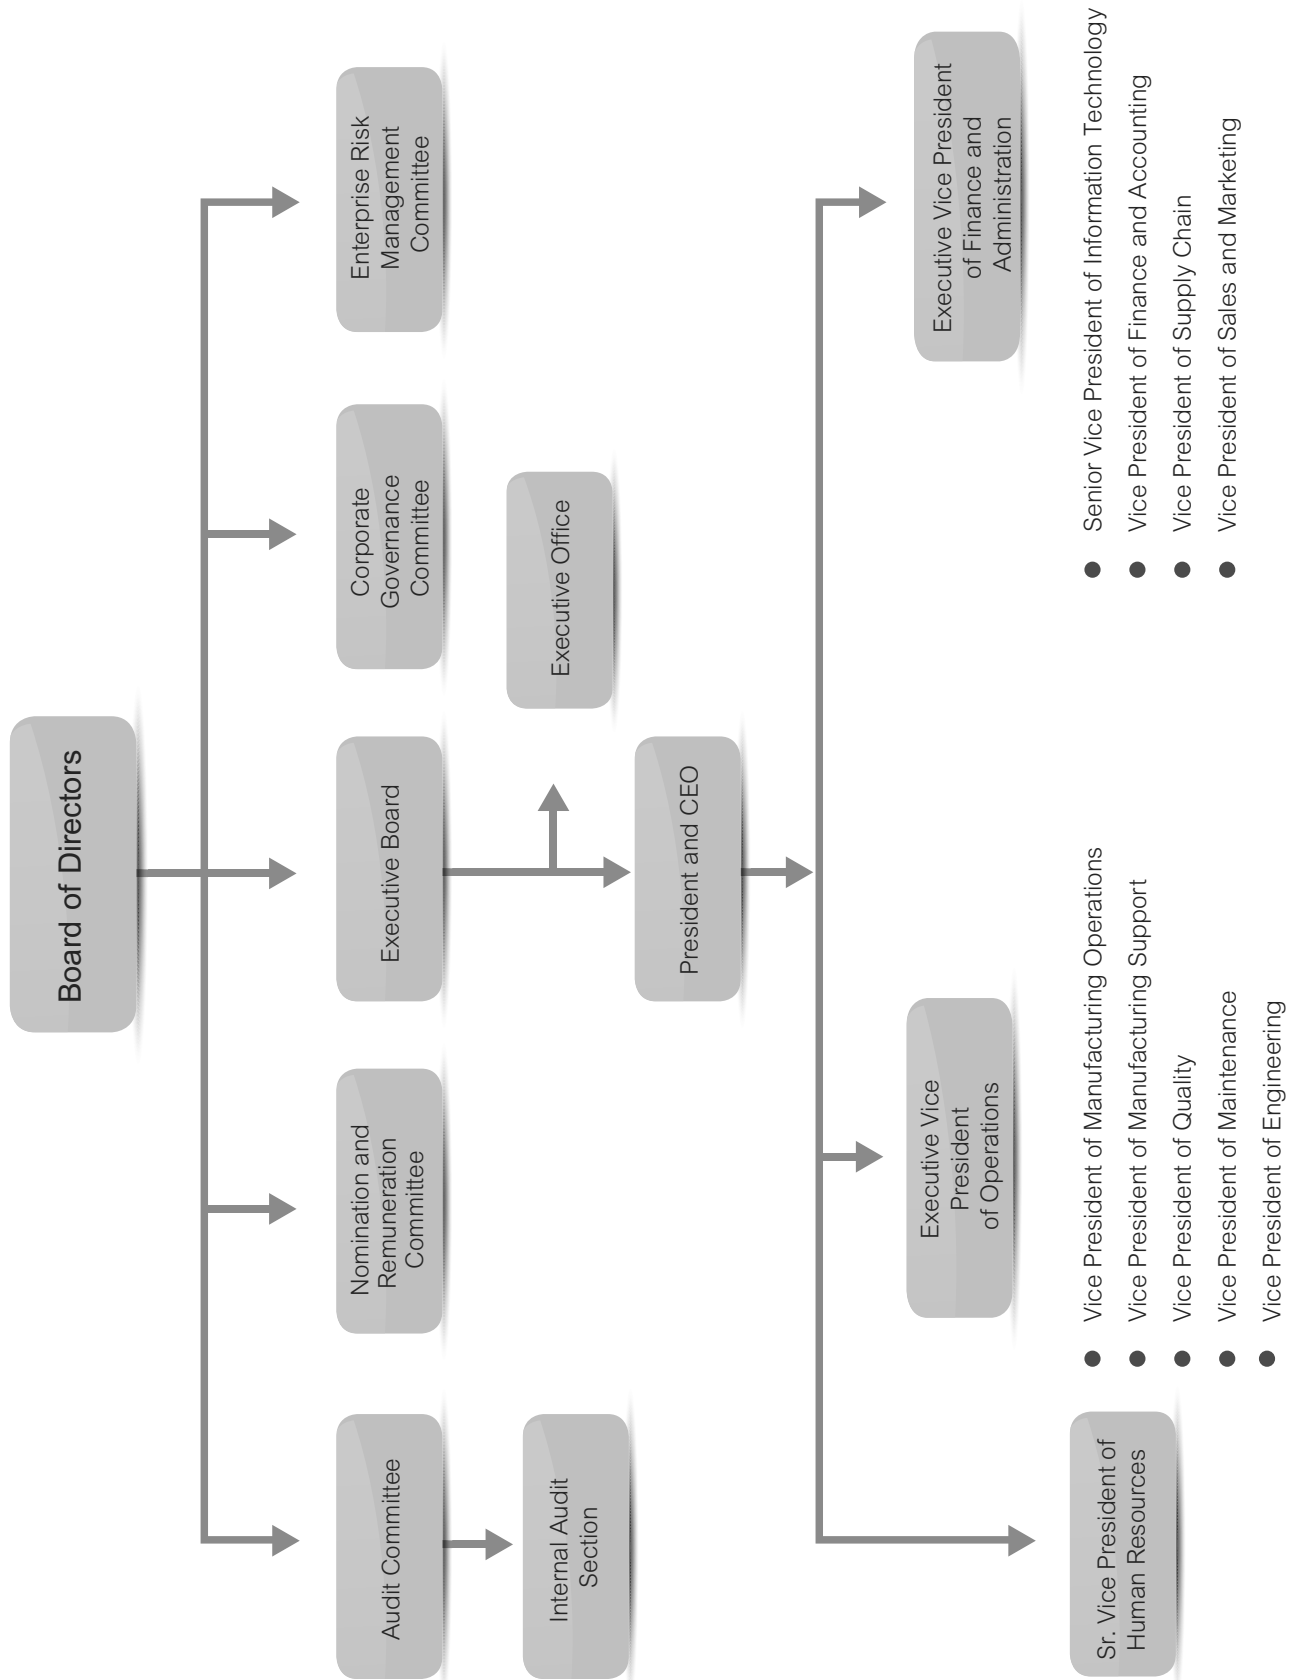 Board of Directors
Audit Committee
Nomination and
Remuneration
Committee
Executive Board
Corporate
Governance
Committee
Enterprise Risk
Management
Committee
Internal Audit
Section
Executive Office
President and CEO
Sr. Vice President of
Human Resources
Executive Vice
President
of Operations
Vice President of Manufacturing Operations
Vice President of Manufacturing Support
Vice President of Quality
Vice President of Maintenance
Vice President of Engineering
Executive Vice President
of Finance and
Administration
Senior Vice President of Information Technology
Vice President of Finance and Accounting
Vice President of Supply Chain
Vice President of Sales and Marketing